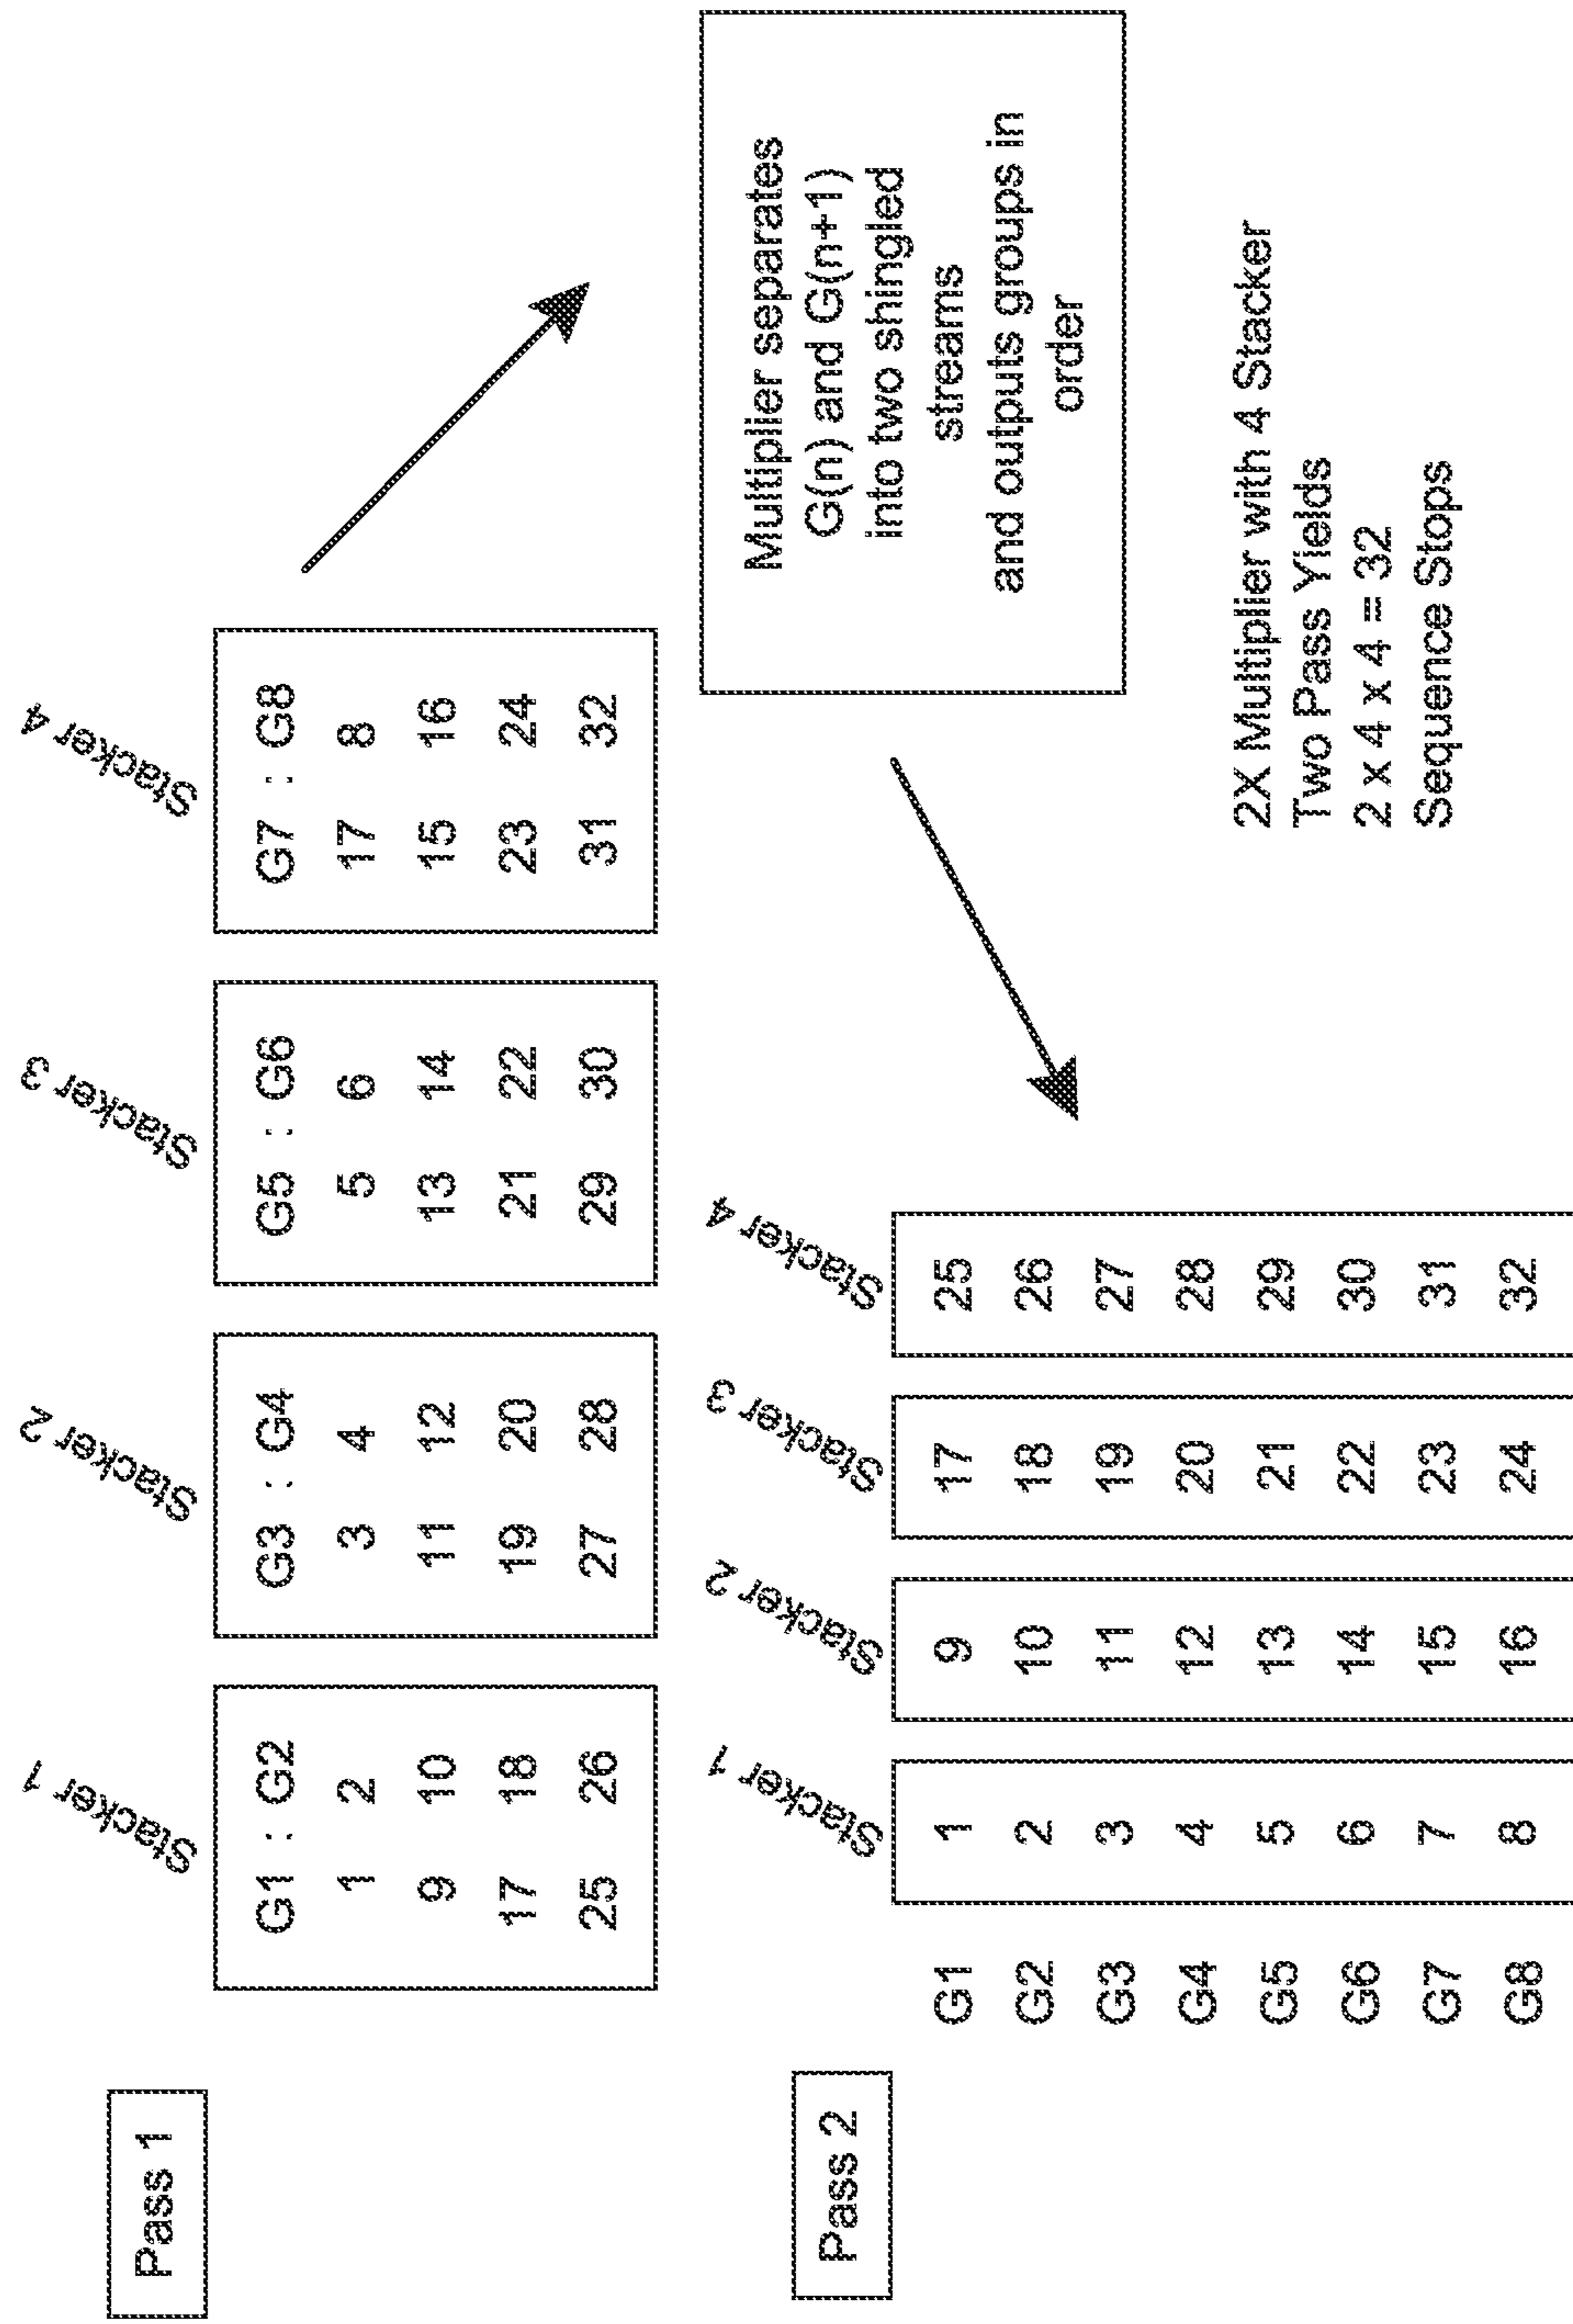 Pass 1
Stacker 1
Stacker 2
Stacker 3
Stacker 4
G1 : G2
1 2
9 10
17 18
25 26
G3 : G4
3 4
11 12
19 20
27 28
G5 : G6
5 6
13 14
21 22
29 30
G7 : G8
17 8
15 16
23 24
31 32
Multiplier separates
G(n) and G(n+1)
into two shingled
streams
and outputs groups in
order
Pass 2
Stacker 1
Stacker 2
Stacker 3
Stacker 4
G1 1 9 17 25
G2 2 10 18 26
G3 3 11 19 27
G4 4 12 20 28
G5 5 13 21 29
G6 6 14 22 30
G7 7 15 23 31
G8 8 16 24 32
2X Multiplier with 4 Stacker
Two Pass Yields
2 x 4 x 4 = 32
Sequence Stops